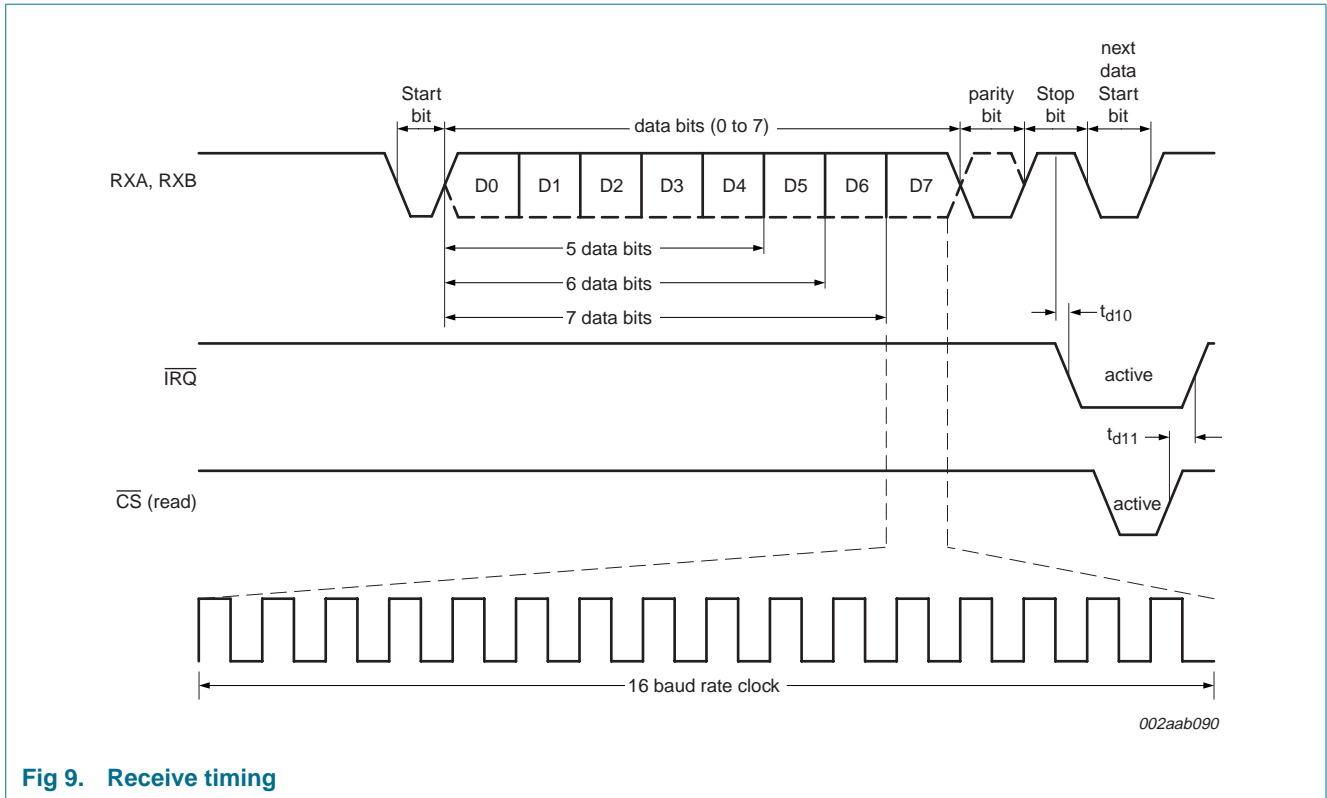 next
data
Start
bit
Start
bit
parity
bit
Stop
bit
data bits (0 to 7)
RXA, RXB
D0 D1 D2 D3 D4 D5 D6 D7
5 data bits
6 data bits
7 data bits
td10
IRQ
active
td11
CS (read)
active
16 baud rate clock
002aab090
Fig 9. Receive timing